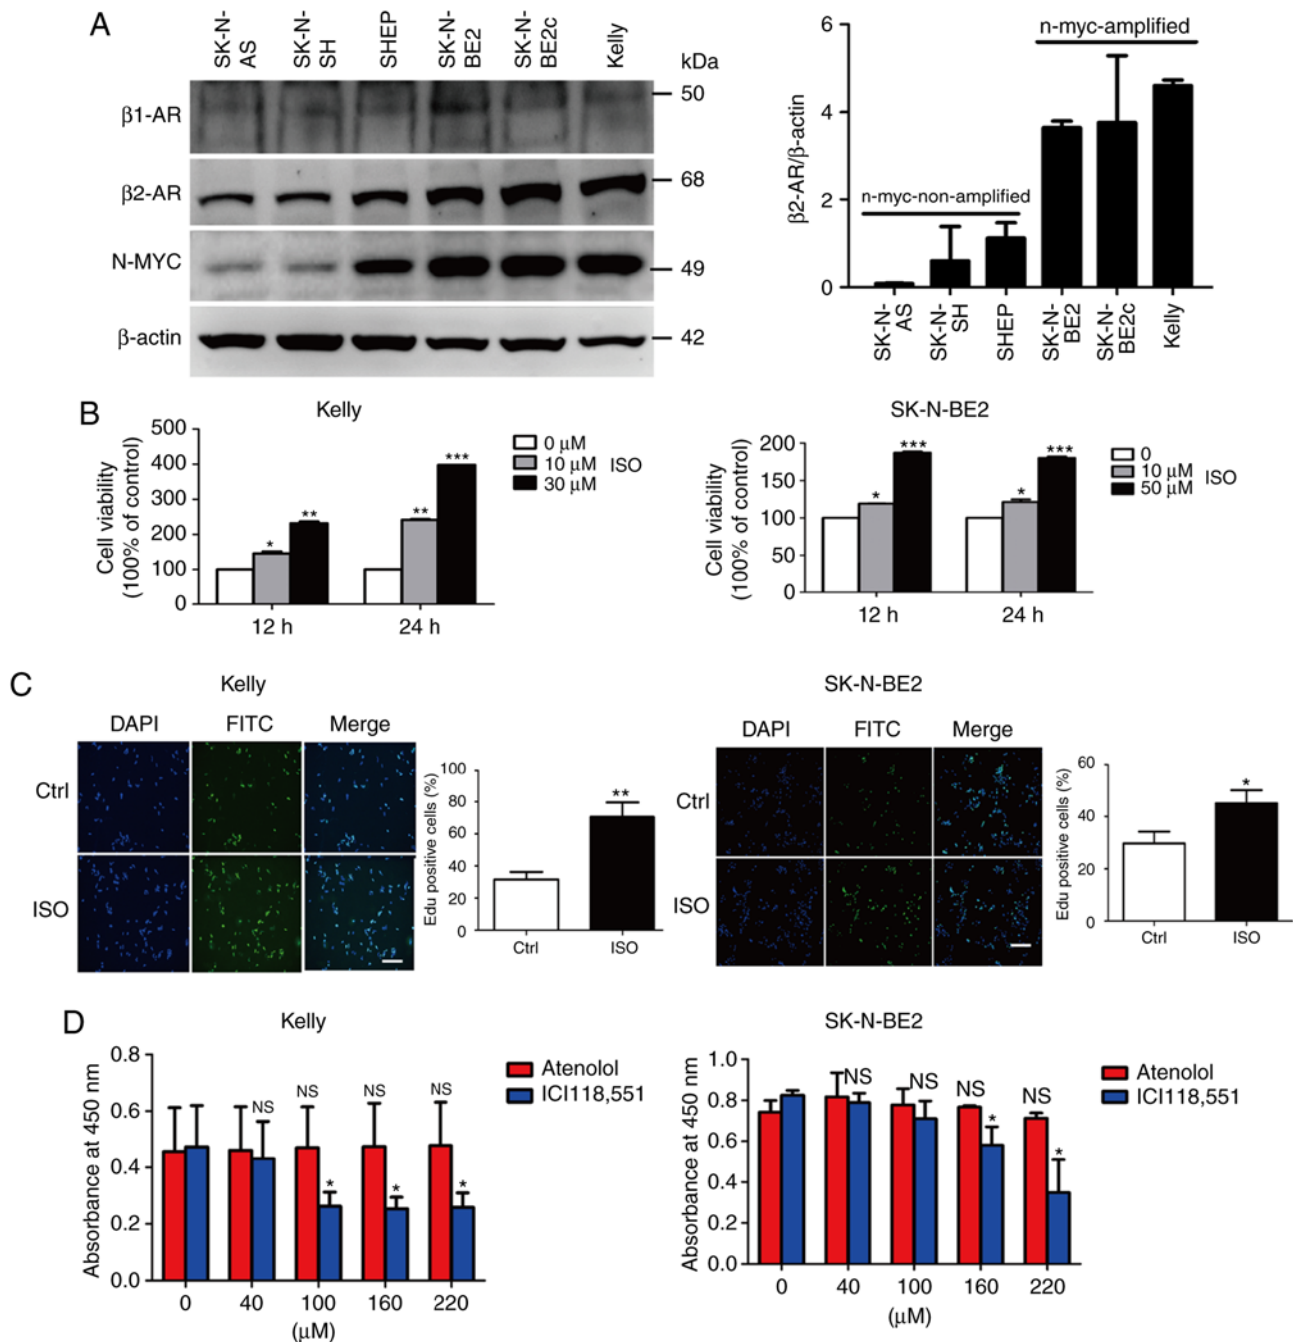 A
SK-N-
AS
SK-N-
SH
SHEP
SK-N-
BE2
SK-N-
BE2c
Kelly
kDa
β1-AR
50
β2-AR
68
N-MYC
49
β-actin
42
n-myc-amplified
n-myc-non-amplified
β2-AR/β-actin
6
4
2
0
SK-N-
AS
SK-N-
SH
SHEP
SK-N-
BE2
SK-N-
BE2c
Kelly
B
Kelly
Cell viability
(100% of control)
500
400
300
200
100
0
* ** ** ***
12 h 24 h
0 μM
10 μM ISO
30 μM
SK-N-BE2
Cell viability
(100% of control)
200
150
100
50
0
* *** * ***
12 h 24 h
0
10 μM ISO
50 μM
C
Kelly
DAPI FITC Merge
Ctrl
ISO
Edu positive cells (%)
100
80
60
40
20
0
**
Ctrl ISO
SK-N-BE2
DAPI FITC Merge
Ctrl
ISO
Edu positive cells (%)
60
40
20
0
*
Ctrl ISO
D
Kelly
Absorbance at 450 nm
0.8
0.6
0.4
0.2
0.0
NS NS NS NS
* * *
0 40 100 160 220
(μM)
Atenolol
ICI118,551
SK-N-BE2
Absorbance at 450 nm
1.0
0.8
0.6
0.4
0.2
0.0
NS NS NS NS
* *
0 40 100 160 220
(μM)
Atenolol
ICI118,551